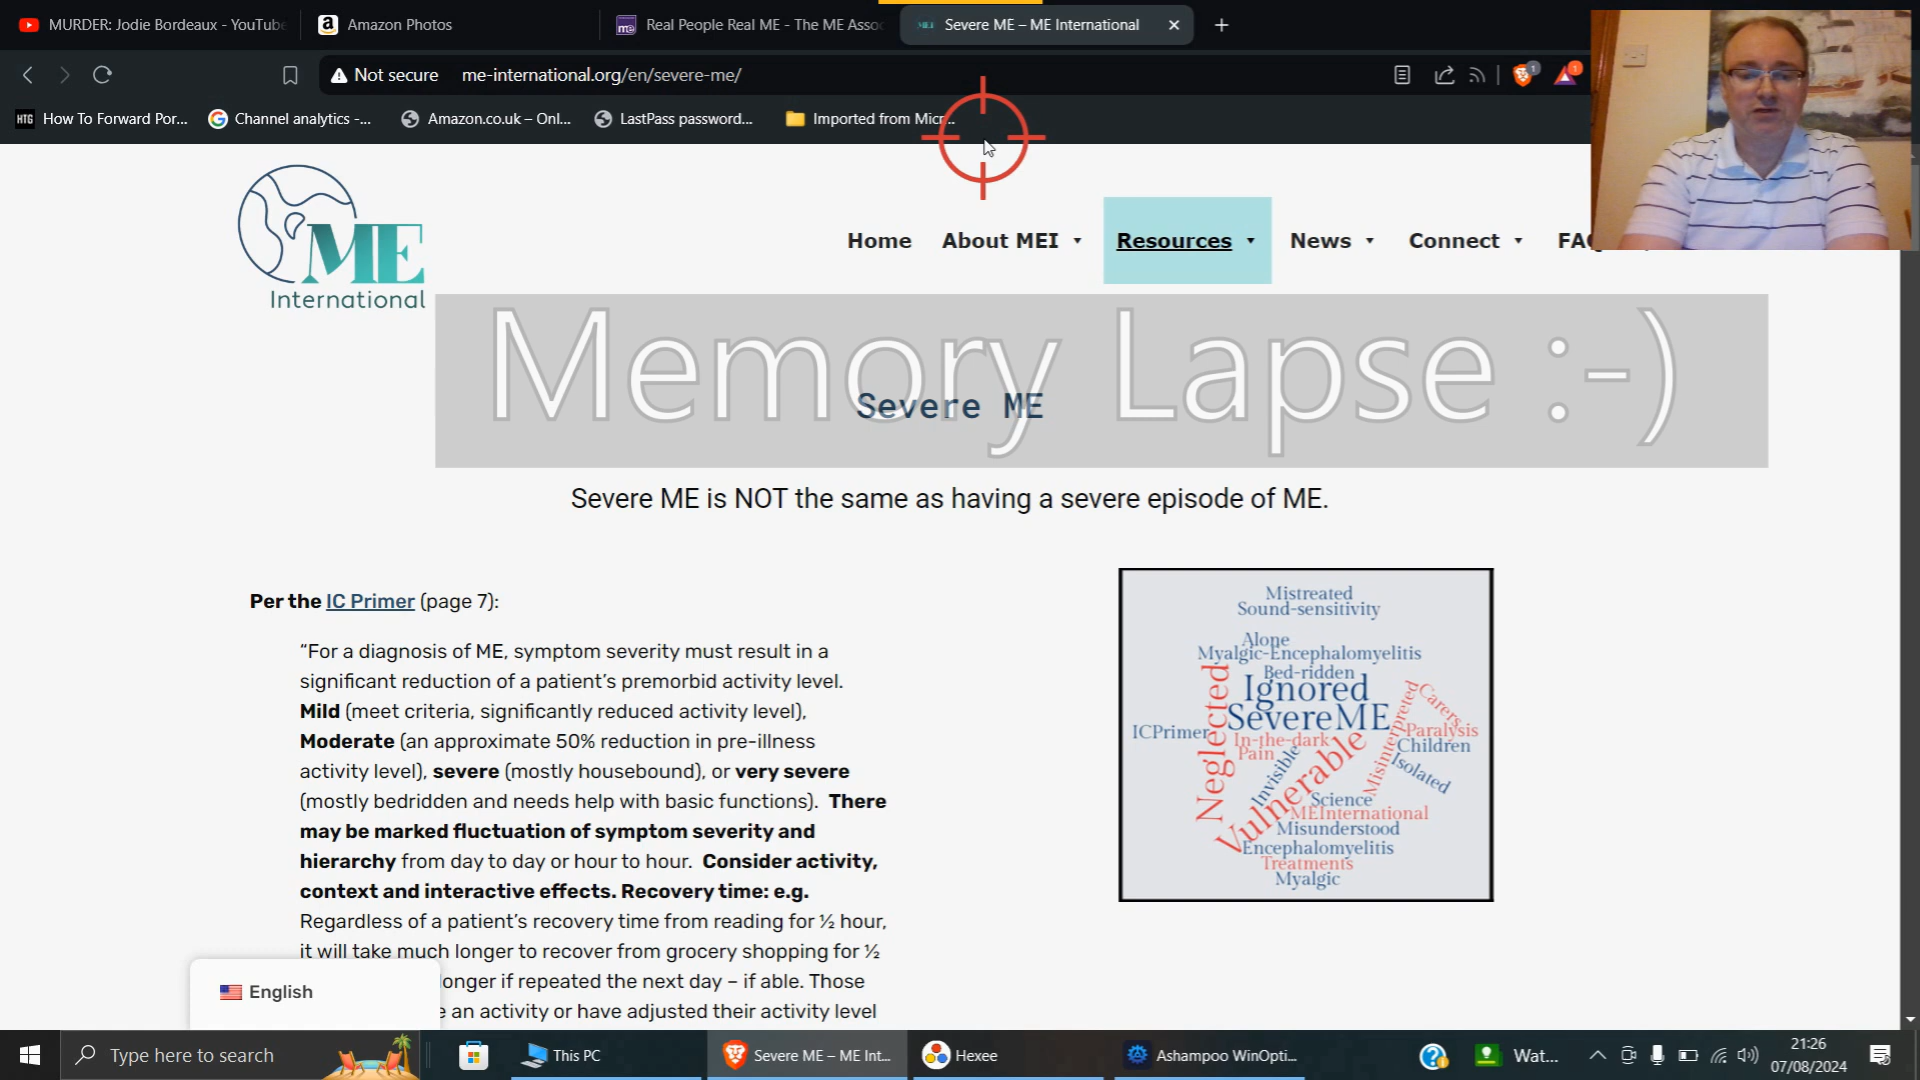 MURDER: Jodie Bordeaux - YouTube
Amazon Photos
Real People Real ME - The ME Asso
Severe ME – ME International
Not secure
me-international.org/en/severe-me/
1
1
HTG
How To Forward Por...
Channel analytics -...
Amazon.co.uk – Onl...
LastPass password...
Imported from Micr...
ME
International
Home
About MEI
Resources
News
Connect
FAQ
Memory Lapse :-)
Severe ME
Severe ME is NOT the same as having a severe episode of ME.
Per the IC Primer (page 7):
“For a diagnosis of ME, symptom severity must result in a
significant reduction of a patient’s premorbid activity level.
Mild (meet criteria, significantly reduced activity level),
Moderate (an approximate 50% reduction in pre-illness
activity level), severe (mostly housebound), or very severe
(mostly bedridden and needs help with basic functions). There
may be marked fluctuation of symptom severity and
hierarchy from day to day or hour to hour. Consider activity,
context and interactive effects. Recovery time: e.g.
Regardless of a patient’s recovery time from reading for ½ hour,
it will take much longer to recover from grocery shopping for ½
longer if repeated the next day – if able. Those
an activity or have adjusted their activity level
Mistreated
Sound-sensitivity
Alone
Myalgic-Encephalomyelitis
Bed-ridden
Ignored
SevereME
Neglected
ICPrimer
In-the-dark
Pain
Invisible
Vulnerable
Misinterpreted
Carers
Paralysis
Children
Isolated
Science
MEInternational
Misunderstood
Encephalomyelitis
Treatments
Myalgic
English
Type here to search
This PC
Severe ME – ME Int...
Hexee
Ashampoo WinOpti...
Wat...
21:26
07/08/2024